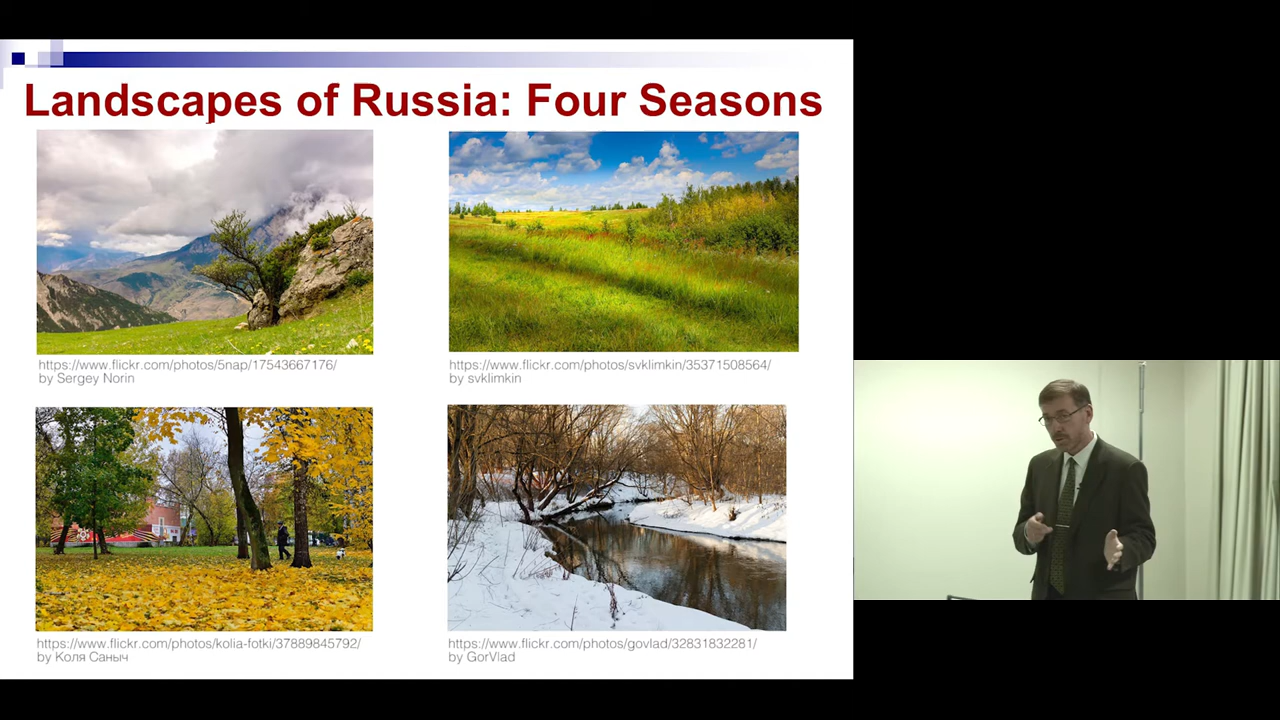 Landscapes of Russia: Four Seasons
https://www.flickr.com/photos/5nap/17543667176/
by Sergey Norin
https://www.flickr.com/photos/svklimkin/35371508564/
by svklimkin
https://www.flickr.com/photos/kolia-fotki/37889845792/
by Коля Саныч
https://www.flickr.com/photos/govlad/32831832281/
by GorVlad